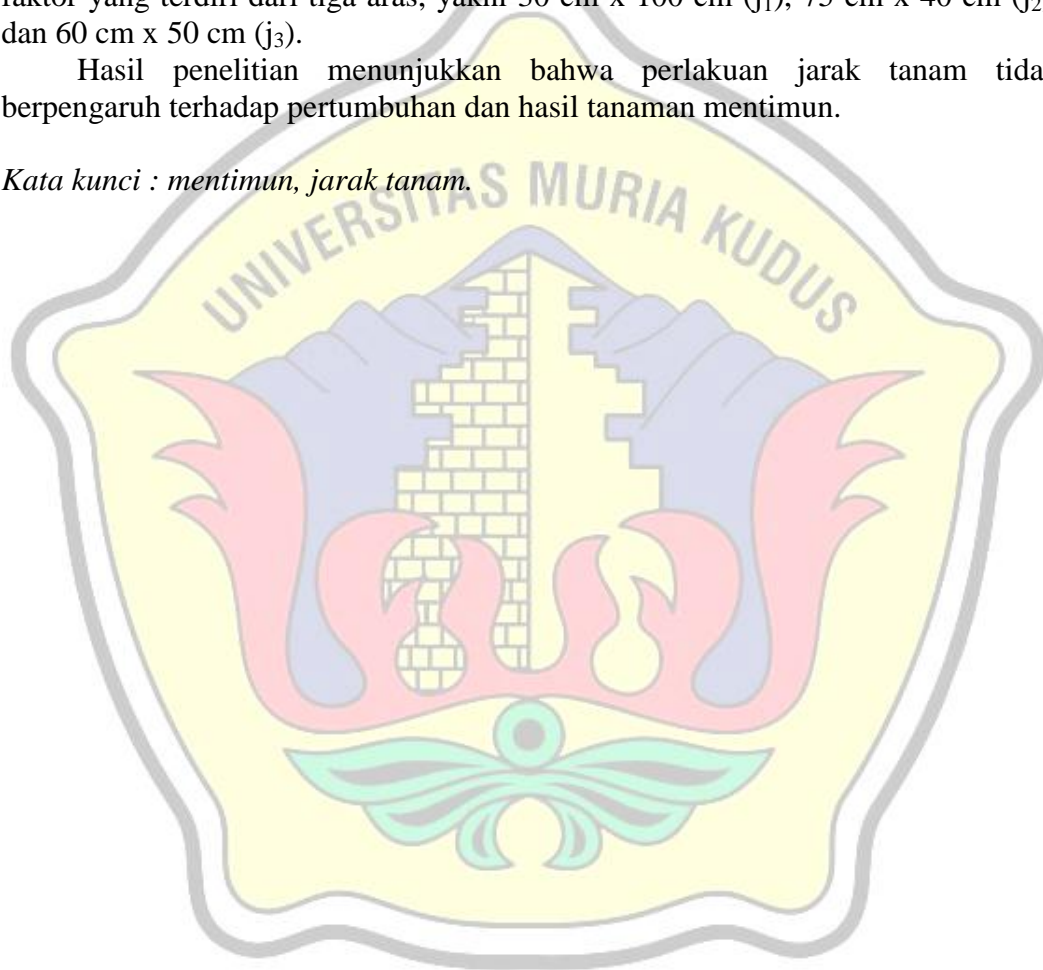 faktor yang terdiri dari tiga aras, yakni 30 cm x 100 cm (j₁), 75 cm x 40 cm (j₂
dan 60 cm x 50 cm (j₃).
Hasil penelitian menunjukkan bahwa perlakuan jarak tanam tida
berpengaruh terhadap pertumbuhan dan hasil tanaman mentimun.
Kata kunci : mentimun, jarak tanam.
UNIVERSITAS MURIA KUDUS